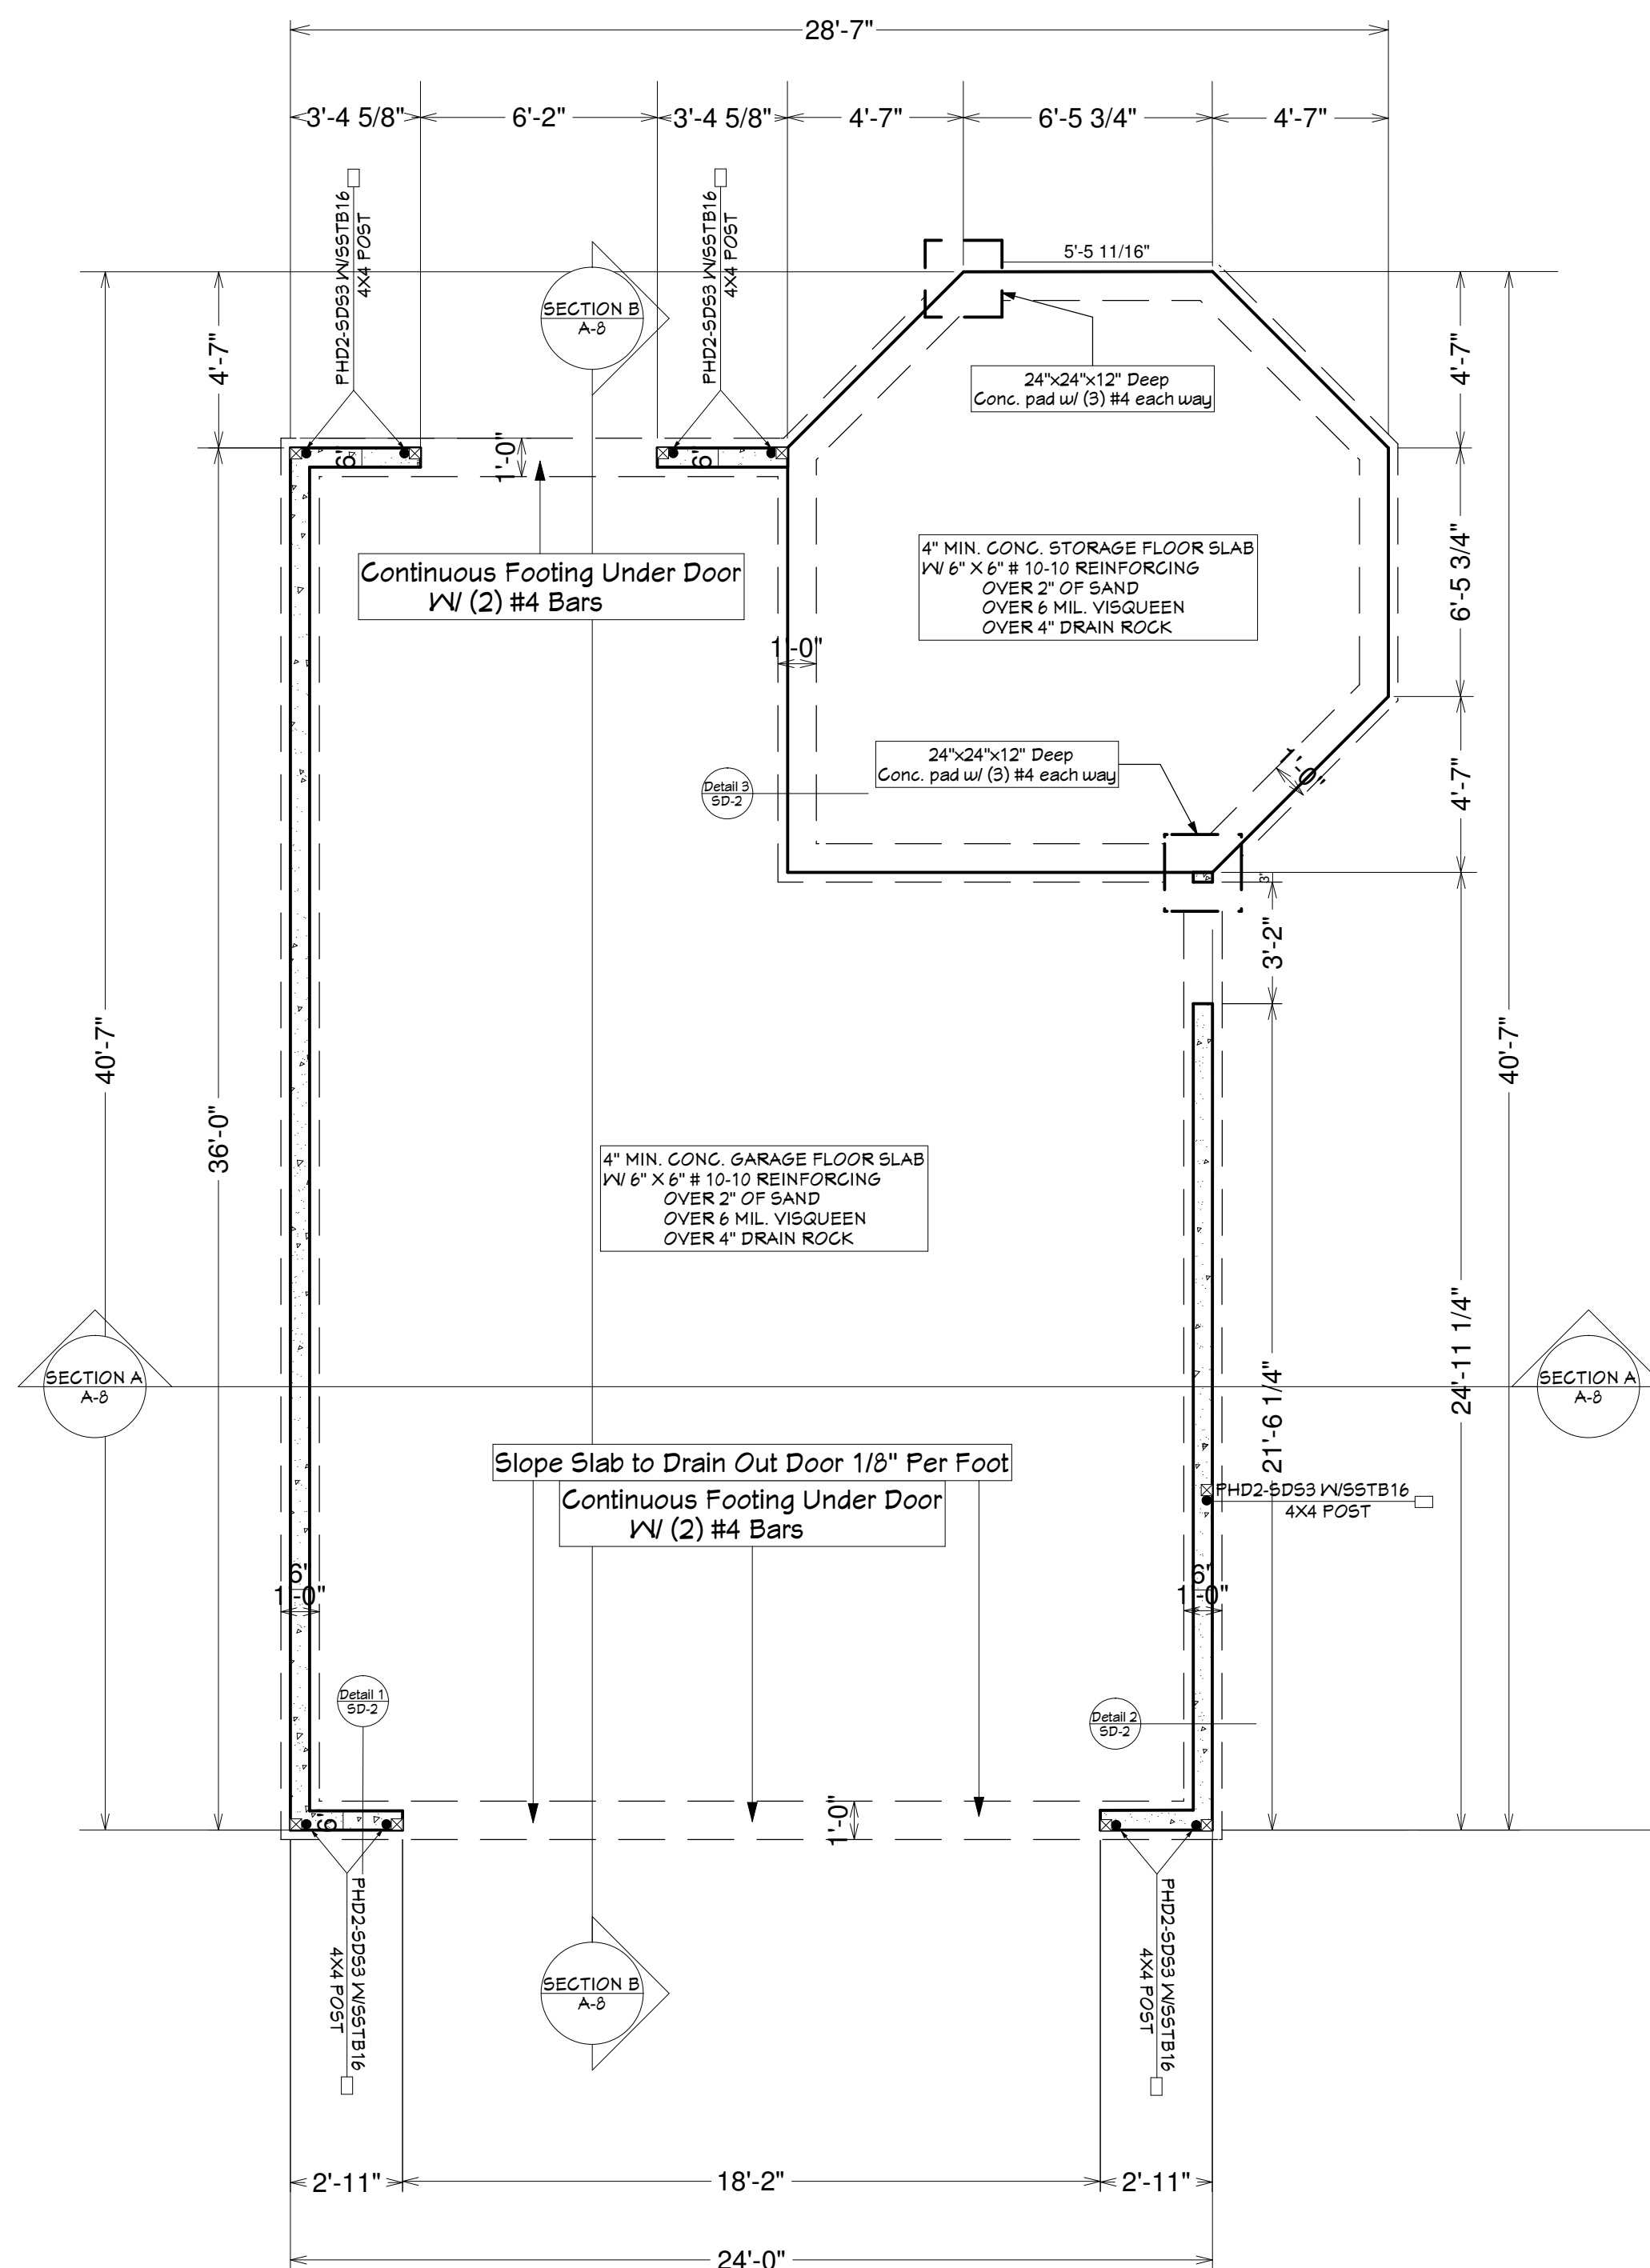 28'-7"
3'-4 5/8"
6'-2"
3'-4 5/8"
4'-7"
6'-5 3/4"
4'-7"
PHD2-SDS3 W/SSTB16
4X4 POST
PHD2-SDS3 W/SSTB16
4X4 POST
SECTION B
A-8
5'-5 11/16"
4'-7"
4'-7"
24"x24"x12" Deep
Conc. pad w/ (3) #4 each way
6"
1'-0"
6"
Continuous Footing Under Door
W/ (2) #4 Bars
4" MIN. CONC. STORAGE FLOOR SLAB
W/ 6" X 6" # 10-10 REINFORCING
OVER 2" OF SAND
OVER 6 MIL. VISQUEEN
OVER 4" DRAIN ROCK
6'-5 3/4"
1'-0"
24"x24"x12" Deep
Conc. pad w/ (3) #4 each way
1'-0"
4'-7"
Detail 3
SD-2
3"
3'-2"
40'-7"
36'-0"
40'-7"
4" MIN. CONC. GARAGE FLOOR SLAB
W/ 6" X 6" # 10-10 REINFORCING
OVER 2" OF SAND
OVER 6 MIL. VISQUEEN
OVER 4" DRAIN ROCK
24'-11 1/4"
21'-6 1/4"
SECTION A
A-8
SECTION A
A-8
Slope Slab to Drain Out Door 1/8" Per Foot
Continuous Footing Under Door
W/ (2) #4 Bars
PHD2-SDS3 W/SSTB16
4X4 POST
6"
1'-0"
6"
1'-0"
Detail 1
SD-2
Detail 2
SD-2
6"
1'-0"
PHD2-SDS3 W/SSTB16
4X4 POST
PHD2-SDS3 W/SSTB16
4X4 POST
SECTION B
A-8
2'-11"
18'-2"
2'-11"
24'-0"